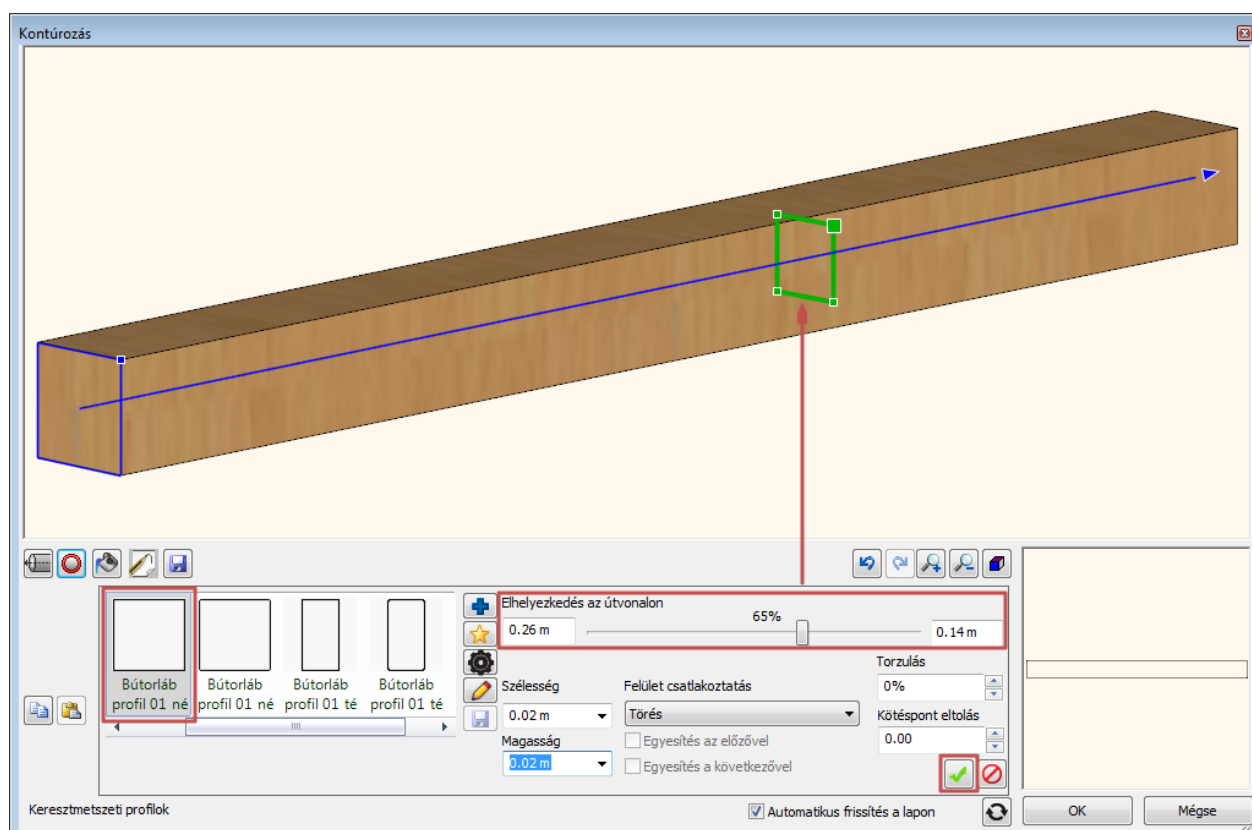 Kontúrozás
Elhelyezkedés az útvonalon
65%
0.26 m
0.14 m
Bútorláb
profil 01 né
Bútorláb
profil 01 né
Bútorláb
profil 01 té
Bútorláb
profil 01 té
Szélesség
0.02 m
Magasság
0.02 m
Felület csatlakoztatás
Törés
Egyesítés az előzővel
Egyesítés a következővel
Torzulás
0%
Kötéspont eltolás
0.00
Keresztmetszeti profilok
Automatikus frissítés a lapon
OK
Mégse